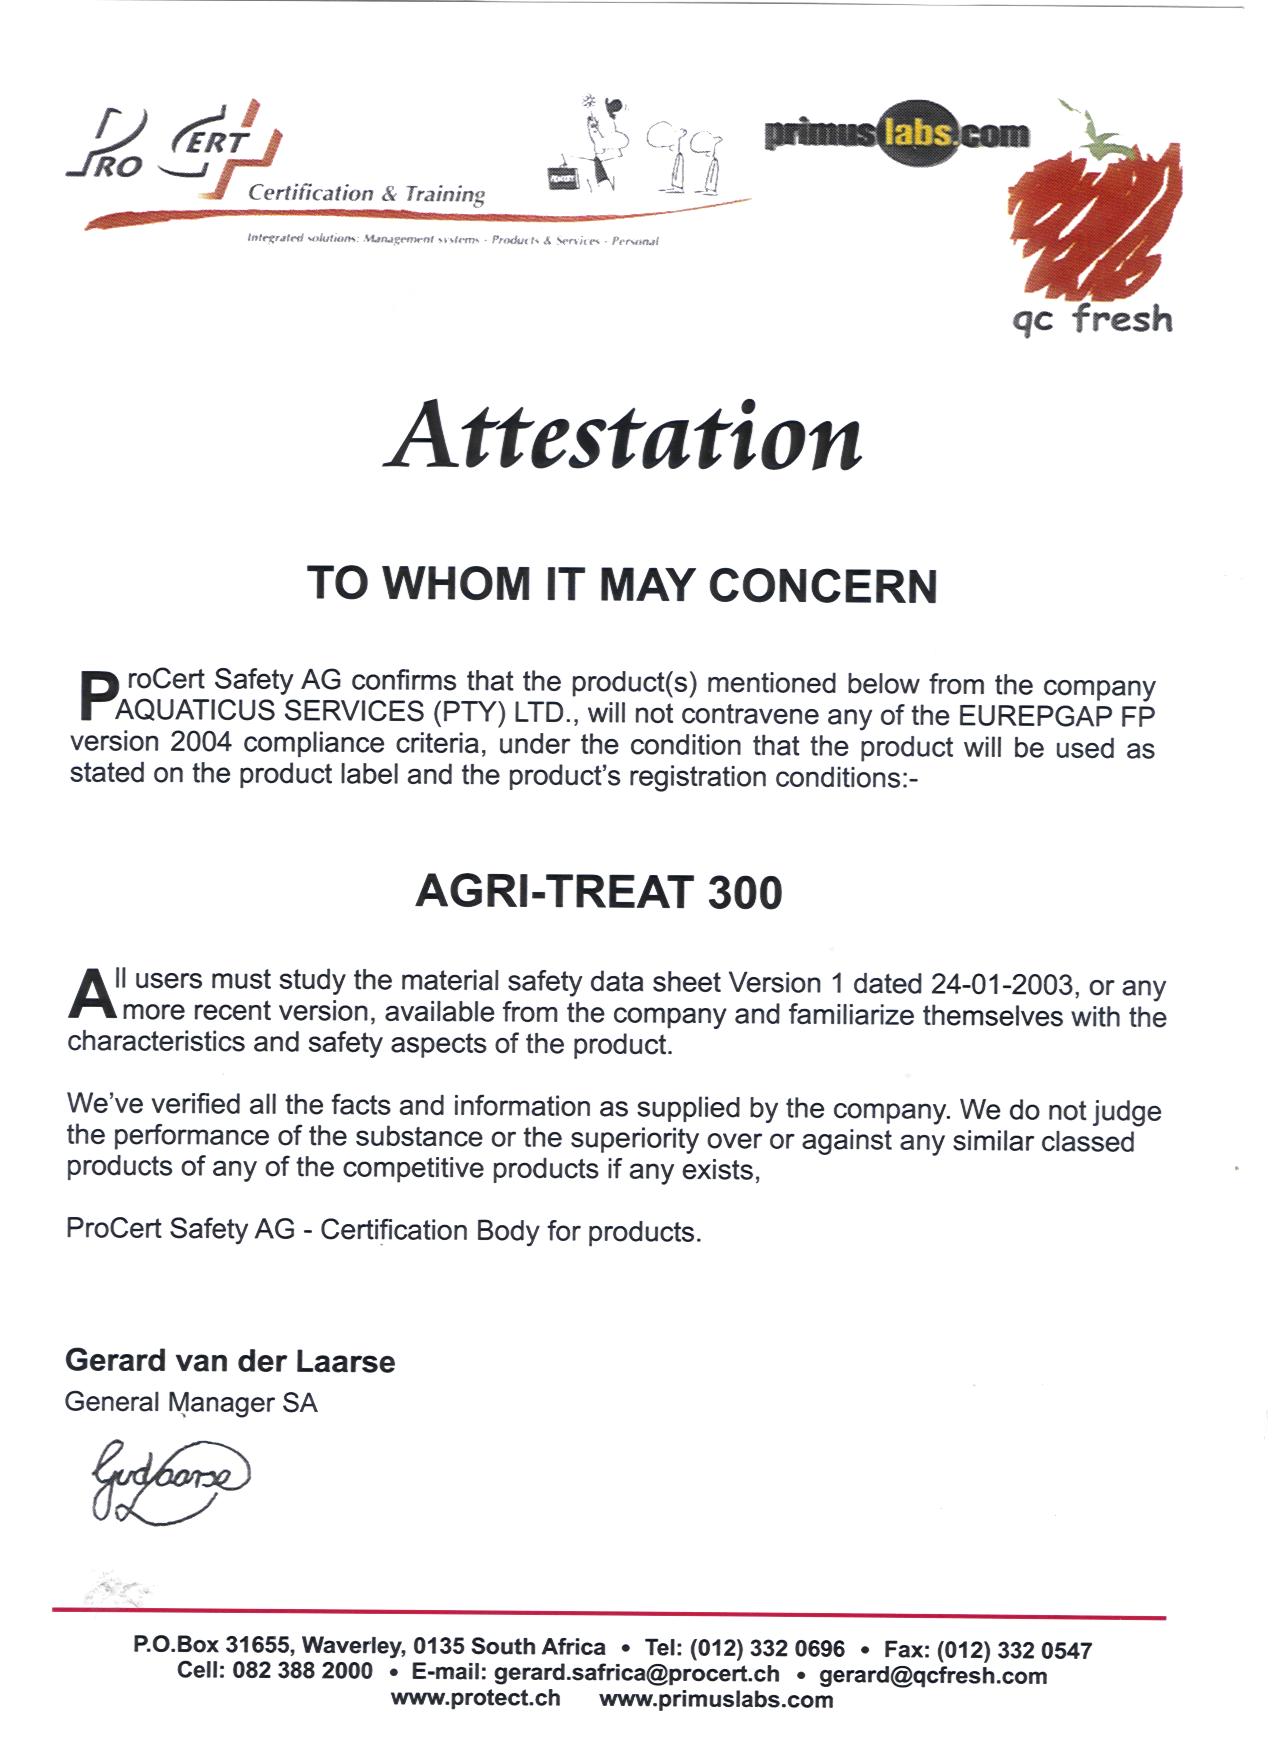 PRO CERT
Certification & Training
Integrated solutions: Management systems - Products & Services - Personal
primuslabs.com
qc fresh
Attestation
TO WHOM IT MAY CONCERN
ProCert Safety AG confirms that the product(s) mentioned below from the company
AQUATICUS SERVICES (PTY) LTD., will not contravene any of the EUREPGAP FP
version 2004 compliance criteria, under the condition that the product will be used as
stated on the product label and the product's registration conditions:-
AGRI-TREAT 300
All users must study the material safety data sheet Version 1 dated 24-01-2003, or any
more recent version, available from the company and familiarize themselves with the
characteristics and safety aspects of the product.
We've verified all the facts and information as supplied by the company. We do not judge
the performance of the substance or the superiority over or against any similar classed
products of any of the competitive products if any exists,
ProCert Safety AG - Certification Body for products.
Gerard van der Laarse
General Manager SA
P.O.Box 31655, Waverley, 0135 South Africa • Tel: (012) 332 0696 • Fax: (012) 332 0547
Cell: 082 388 2000 • E-mail: gerard.safrica@procert.ch • gerard@qcfresh.com
www.protect.ch www.primuslabs.com